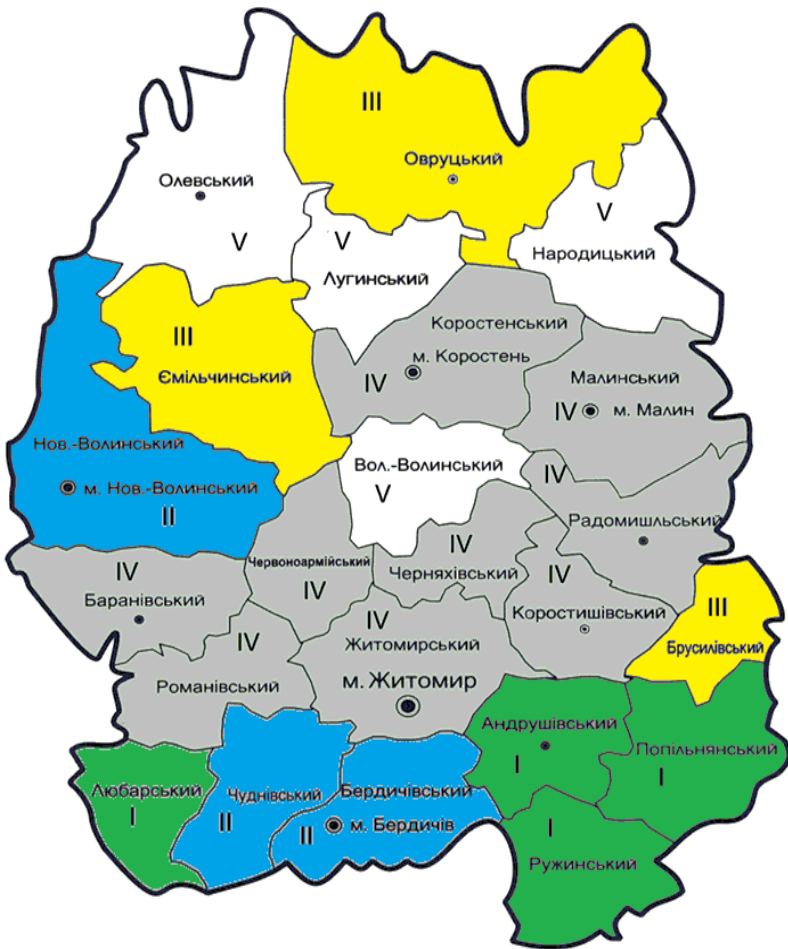 III
Овруцький
Олевський
V
V
Лугинський
V
Народицький
III
Ємільчинський
Коростенський
м. Коростень
IV
Малинський
IV м. Малин
Нов.-Волинський
м. Нов.-Волинський
II
Вол.-Волинський
V
IV
Радомишльський
IV
Баранівський
Червоноармійський
IV
IV
Черняхівський
IV
Коростишівський
III
Брусилівський
IV
Романівський
IV
Житомирський
м. Житомир
Андрушівський
I
Попільнянський
I
Любарський
I
Чуднівський
II
Бердичівський
II м. Бердичів
I
Ружинський